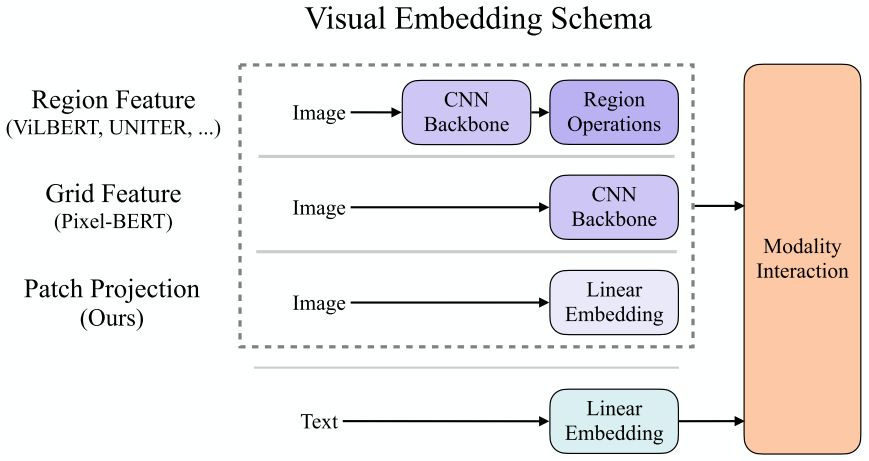 Visual Embedding Schema
Region Feature
(ViLBERT, UNITER, ...)
Image
CNN
Backbone
Region
Operations
Grid Feature
(Pixel-BERT)
Image
CNN
Backbone
Patch Projection
(Ours)
Image
Linear
Embedding
Text
Linear
Embedding
Modality
Interaction